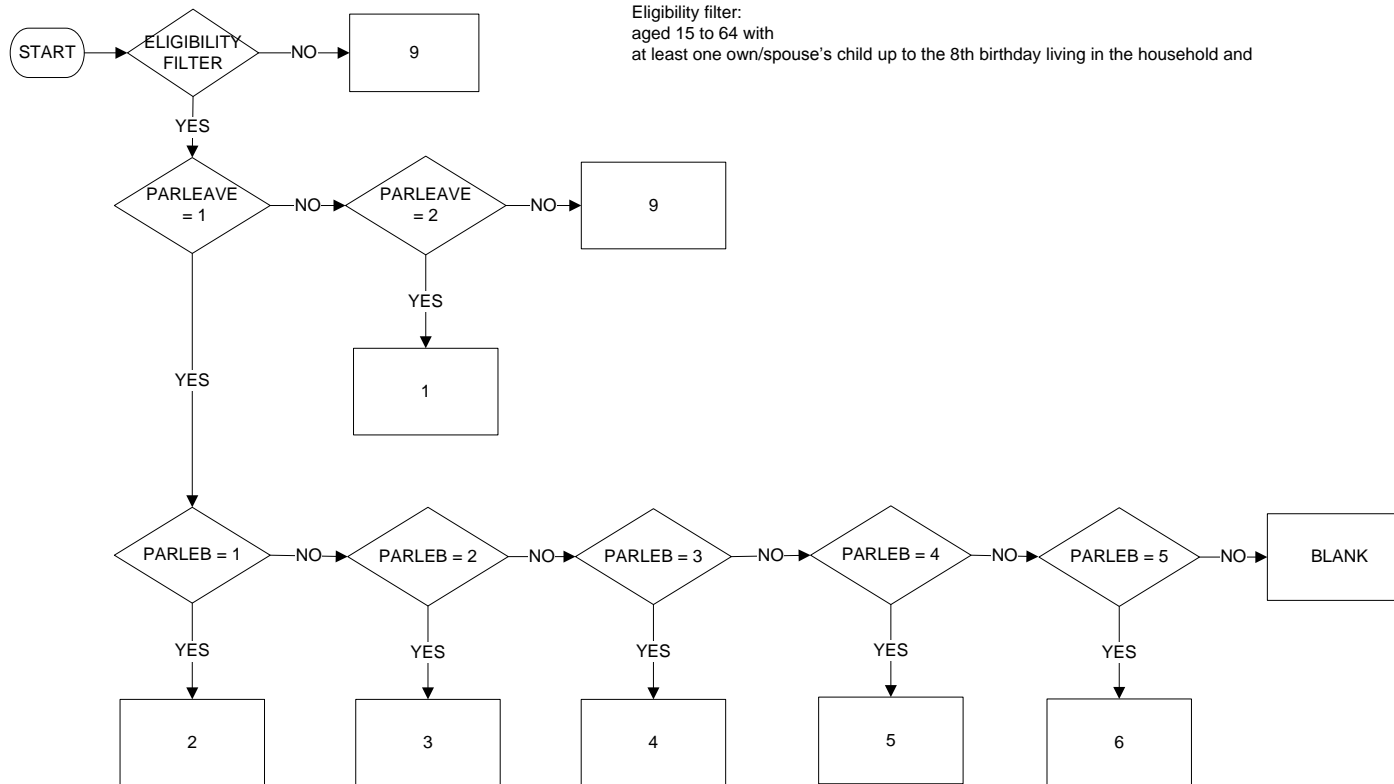 Eligibility filter:
aged 15 to 64 with
at least one own/spouse's child up to the 8th birthday living in the household and
START
ELIGIBILITY
FILTER
NO
9
YES
PARLEAVE
= 1
NO
PARLEAVE
= 2
NO
9
YES
1
YES
PARLEB = 1
NO
PARLEB = 2
NO
PARLEB = 3
NO
PARLEB = 4
NO
PARLEB = 5
NO
BLANK
YES
YES
YES
YES
YES
2
3
4
5
6